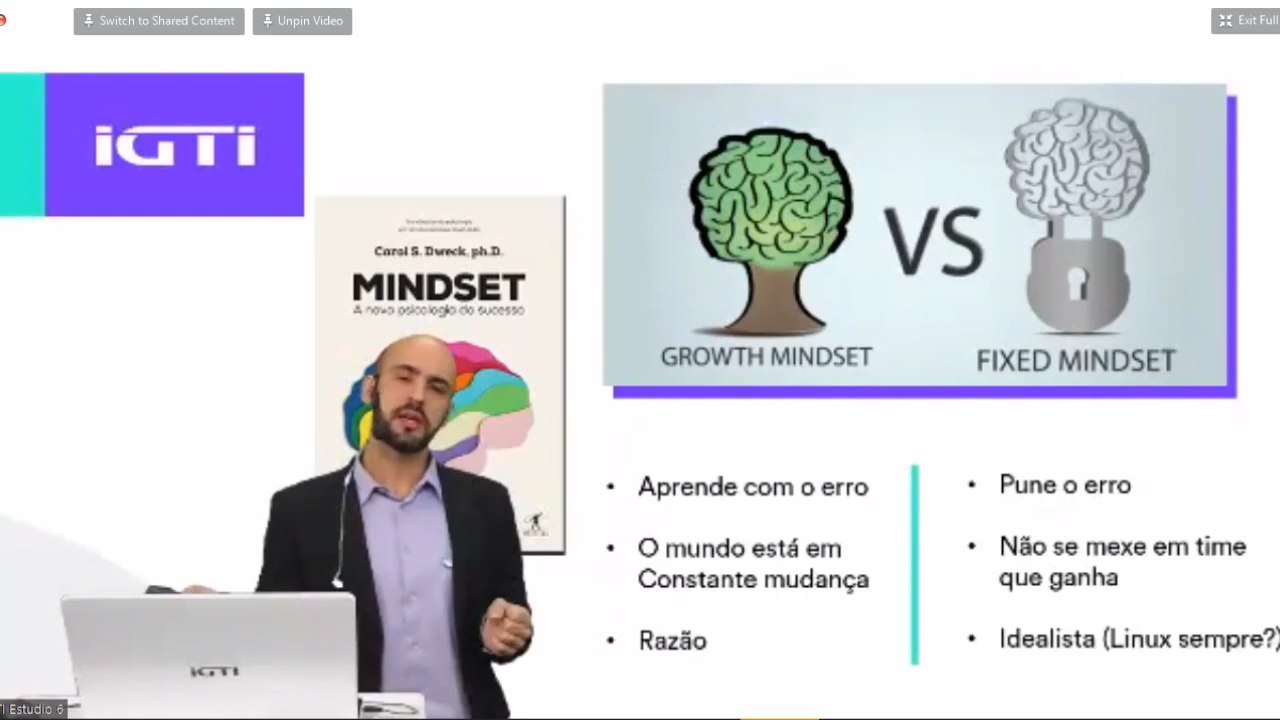 Switch to Shared Content
Unpin Video
Exit Full
iGTi
Carol S. Dweck, ph.D.
MINDSET
A nova psicologia do sucesso
VS
GROWTH MINDSET
FIXED MINDSET
• Aprende com o erro
• O mundo está em
Constante mudança
• Razão
• Pune o erro
• Não se mexe em time
que ganha
• Idealista (Linux sempre?)
iGTi
TI Estudio 6